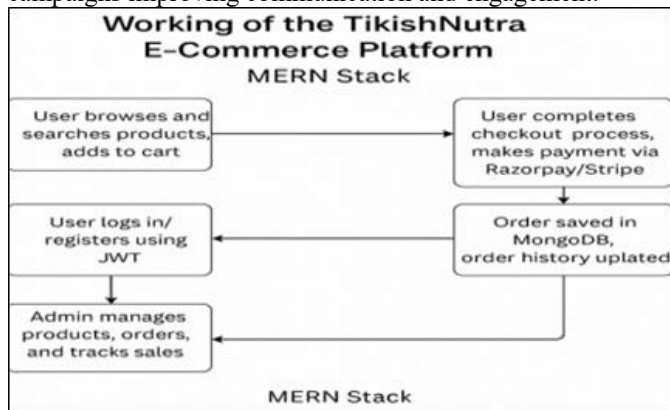 campaigns improving communication and engagement.
Working of the TikishNutra
E-Commerce Platform
MERN Stack
User browses and
searches products,
adds to cart
User completes
checkout process,
makes payment via
Razorpay/Stripe
User logs in/
registers using
JWT
Order saved in
MongoDB,
order history uplated
Admin manages
products, orders,
and tracks sales
MERN Stack